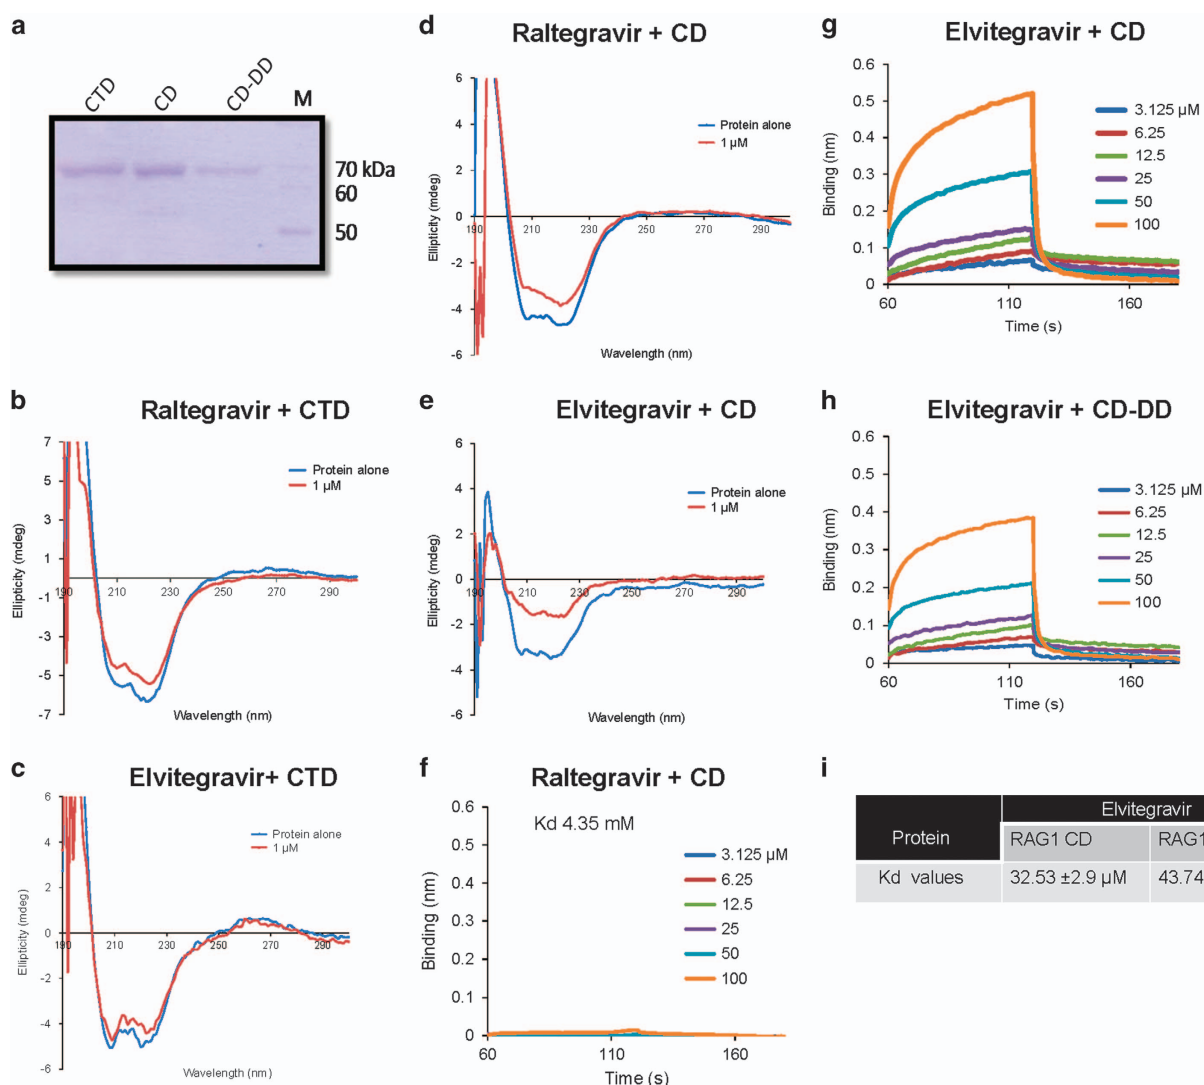 a
CTD
CD
CD-DD
M
70 kDa
60
50
b
Raltegravir + CTD
7
5
3
1
-1
-3
-5
-7
190
210
230
250
270
290
Ellipticity (mdeg)
Wavelength (nm)
Protein alone
1 µM
c
Elvitegravir+ CTD
6
4
2
0
-2
-4
-6
190
210
230
250
270
290
Ellipticity (mdeg)
Wavelength (nm)
Protein alone
1 µM
d
Raltegravir + CD
6
4
2
0
-2
-4
-6
190
210
230
250
270
290
Ellipticity (mdeg)
Wavelength (nm)
Protein alone
1 µM
e
Elvitegravir + CD
6
4
2
0
-2
-4
-6
190
210
230
250
270
290
Ellipticity (mdeg)
Wavelength (nm)
Protein alone
1 µM
f
Raltegravir + CD
Kd 4.35 mM
0.6
0.5
0.4
0.3
0.2
0.1
0
60
110
160
Binding (nm)
Time (s)
3.125 µM
6.25
12.5
25
50
100
g
Elvitegravir + CD
0.6
0.5
0.4
0.3
0.2
0.1
0
60
110
160
Binding (nm)
Time (s)
3.125 µM
6.25
12.5
25
50
100
h
Elvitegravir + CD-DD
0.6
0.5
0.4
0.3
0.2
0.1
0
60
110
160
Binding (nm)
Time (s)
3.125 µM
6.25
12.5
25
50
100
i
Elvitegravir
Protein
RAG1 CD
RAG1
Kd values
32.53 ±2.9 µM
43.74